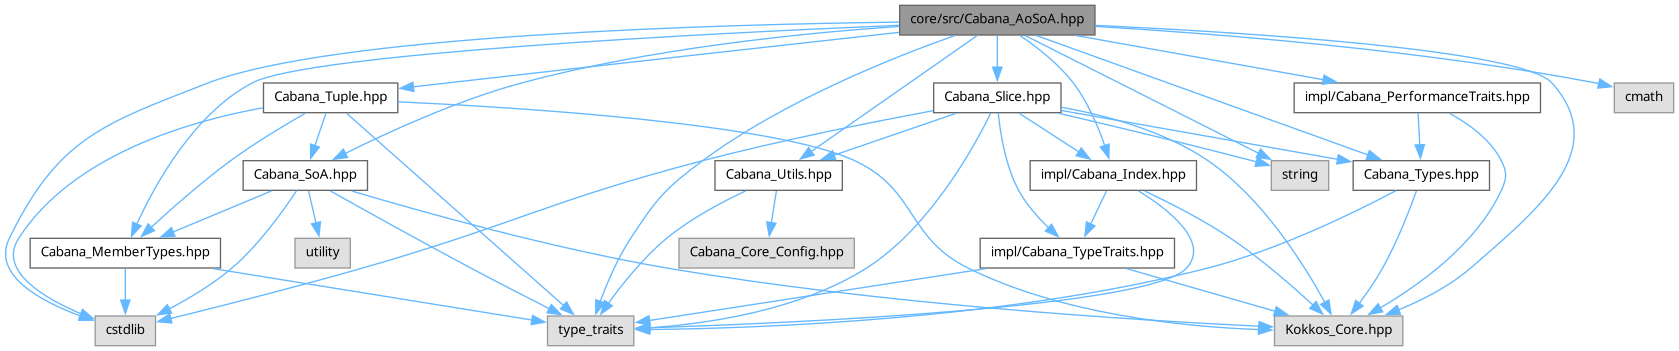 core/src/Cabana_AoSoA.hpp
Cabana_Tuple.hpp
Cabana_Slice.hpp
impl/Cabana_PerformanceTraits.hpp
cmath
Cabana_SoA.hpp
Cabana_Utils.hpp
impl/Cabana_Index.hpp
string
Cabana_Types.hpp
Cabana_MemberTypes.hpp
utility
Cabana_Core_Config.hpp
impl/Cabana_TypeTraits.hpp
cstdlib
type_traits
Kokkos_Core.hpp